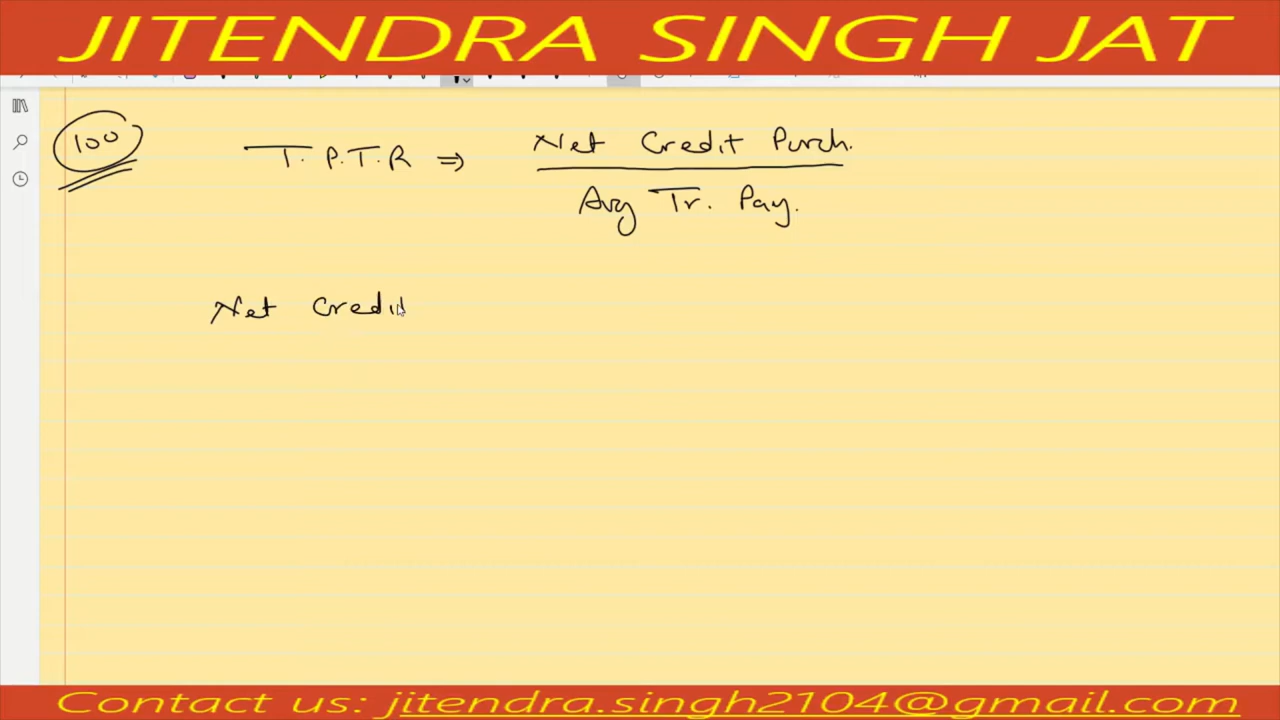 JITENDRA SINGH JAT
100
T.P.T.R ⇒ Net Credit Purch.
Avg Tr. Pay.
Net Credit
Contact us: jitendra.singh2104@gmail.com